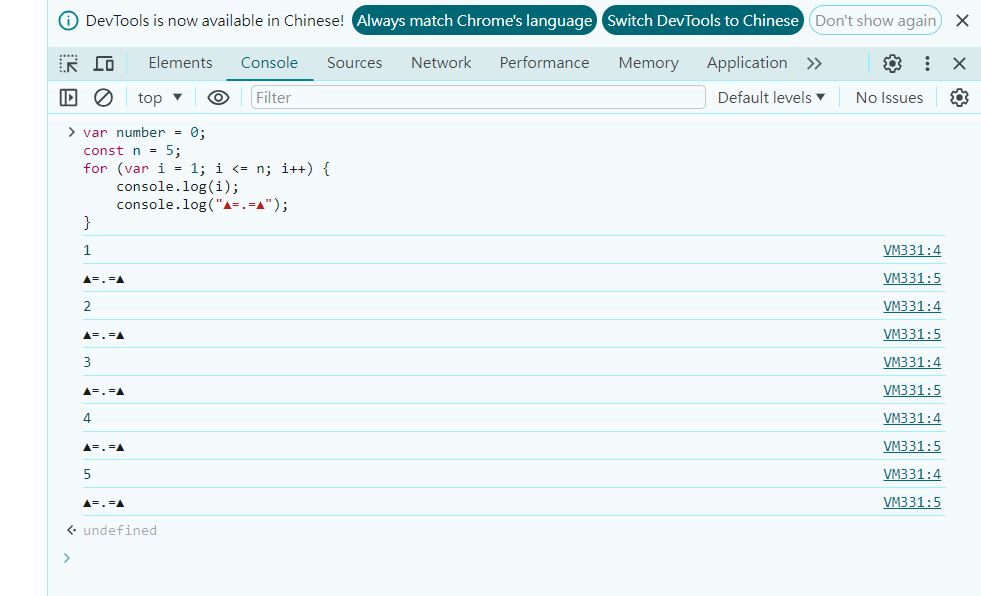 DevTools is now available in Chinese! Always match Chrome's language Switch DevTools to Chinese Don't show again
Elements Console Sources Network Performance Memory Application
top Filter Default levels No Issues
var number = 0;
const n = 5;
for (var i = 1; i <= n; i++) {
    console.log(i);
    console.log("▲=.=▲");
}
1 VM331:4
▲=.=▲ VM331:5
2 VM331:4
▲=.=▲ VM331:5
3 VM331:4
▲=.=▲ VM331:5
4 VM331:4
▲=.=▲ VM331:5
5 VM331:4
▲=.=▲ VM331:5
undefined